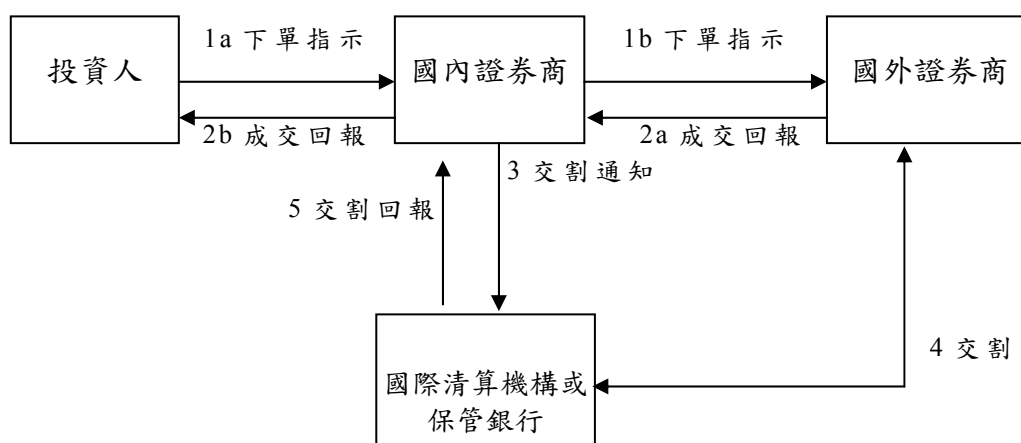 1a 下單指示
1b 下單指示
投資人
國內證券商
國外證券商
2b 成交回報
2a 成交回報
3 交割通知
5 交割回報
4 交割
國際清算機構或
保管銀行